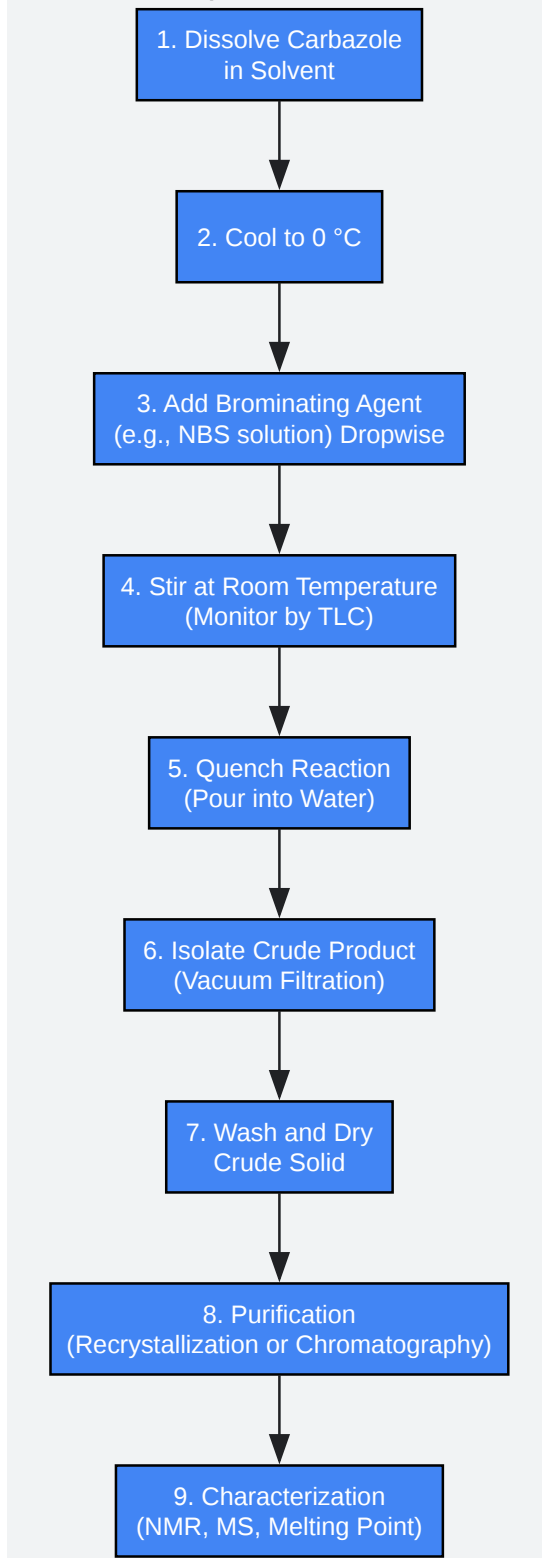 1. Dissolve Carbazole
in Solvent
2. Cool to 0 °C
3. Add Brominating Agent
(e.g., NBS solution) Dropwise
4. Stir at Room Temperature
(Monitor by TLC)
5. Quench Reaction
(Pour into Water)
6. Isolate Crude Product
(Vacuum Filtration)
7. Wash and Dry
Crude Solid
8. Purification
(Recrystallization or Chromatography)
9. Characterization
(NMR, MS, Melting Point)